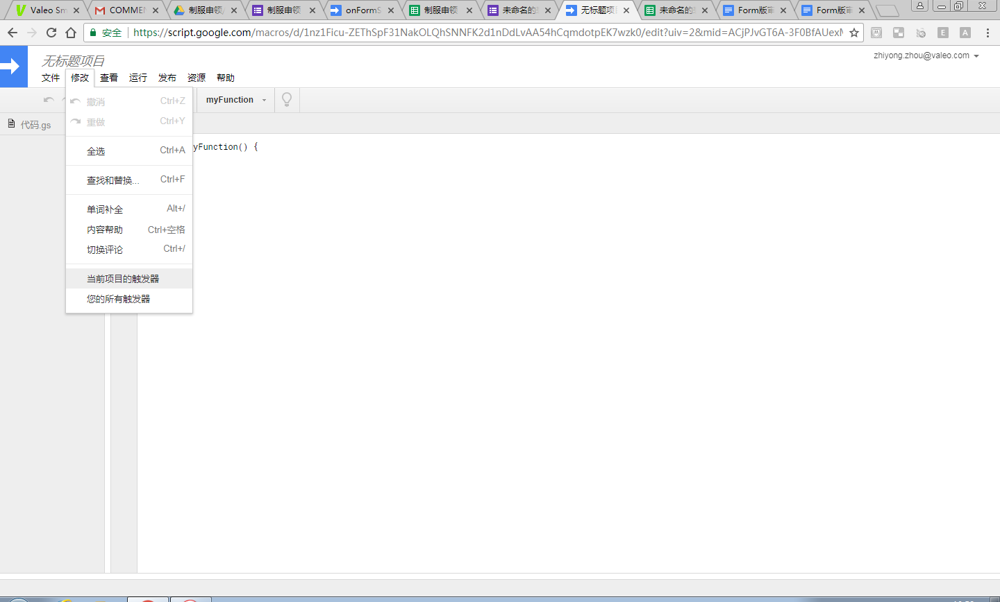 Valeo Sm
COMMEN
制服申领
制服申领
onFormS
制服申领
未命名的
无标题项
未命名的
Form版审
Form版审
安全
https://script.google.com/macros/d/1nz1Ficu-ZEThSpF31NakOLQhSNNFK2d1nDdLvAA54hCqmdotpEK7wzk0/edit?uiv=2&mid=ACjPJvGT6A-3F0BfAUexM
E
A
无标题项目
zhiyong.zhou@valeo.com
文件 修改 查看 运行 发布 资源 帮助
myFunction
代码.gs
撤消 Ctrl+Z
重做 Ctrl+Y
全选 Ctrl+A
查找和替换... Ctrl+F
单词补全 Alt+/
内容帮助 Ctrl+空格
切换评论 Ctrl+/
当前项目的触发器
您的所有触发器
yFunction() {